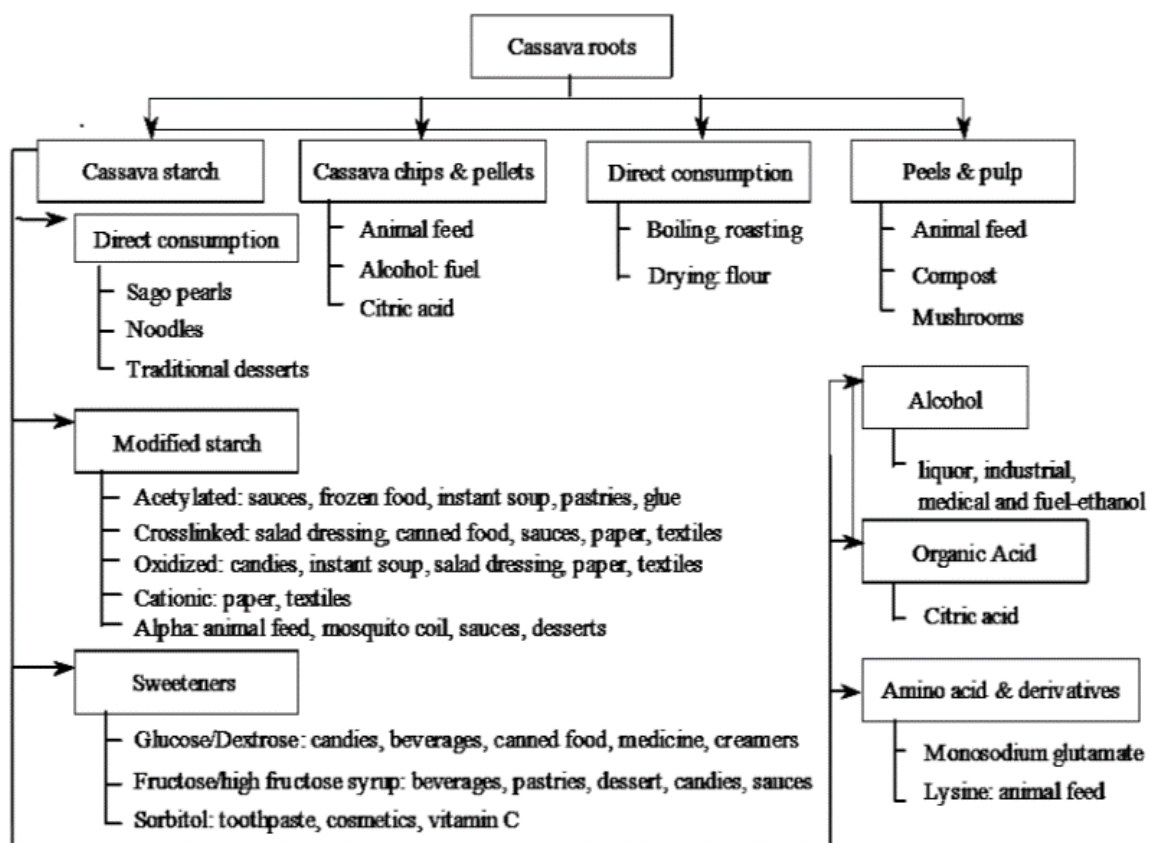 Cassava roots
Cassava starch
Cassava chips & pellets
Direct consumption
Peels & pulp
Direct consumption
Sago pearls
Noodles
Traditional desserts
Animal feed
Alcohol: fuel
Citric acid
Boiling, roasting
Drying: flour
Animal feed
Compost
Mushrooms
Modified starch
Acetylated: sauces, frozen food, instant soup, pastries, glue
Crosslinked: salad dressing, canned food, sauces, paper, textiles
Oxidized: candies, instant soup, salad dressing, paper, textiles
Cationic: paper, textiles
Alpha: animal feed, mosquito coil, sauces, desserts
Sweeteners
Glucose/Dextrose: candies, beverages, canned food, medicine, creamers
Fructose/high fructose syrup: beverages, pastries, dessert, candies, sauces
Sorbitol: toothpaste, cosmetics, vitamin C
Alcohol
liquor, industrial,
medical and fuel-ethanol
Organic Acid
Citric acid
Amino acid & derivatives
Monosodium glutamate
Lysine: animal feed